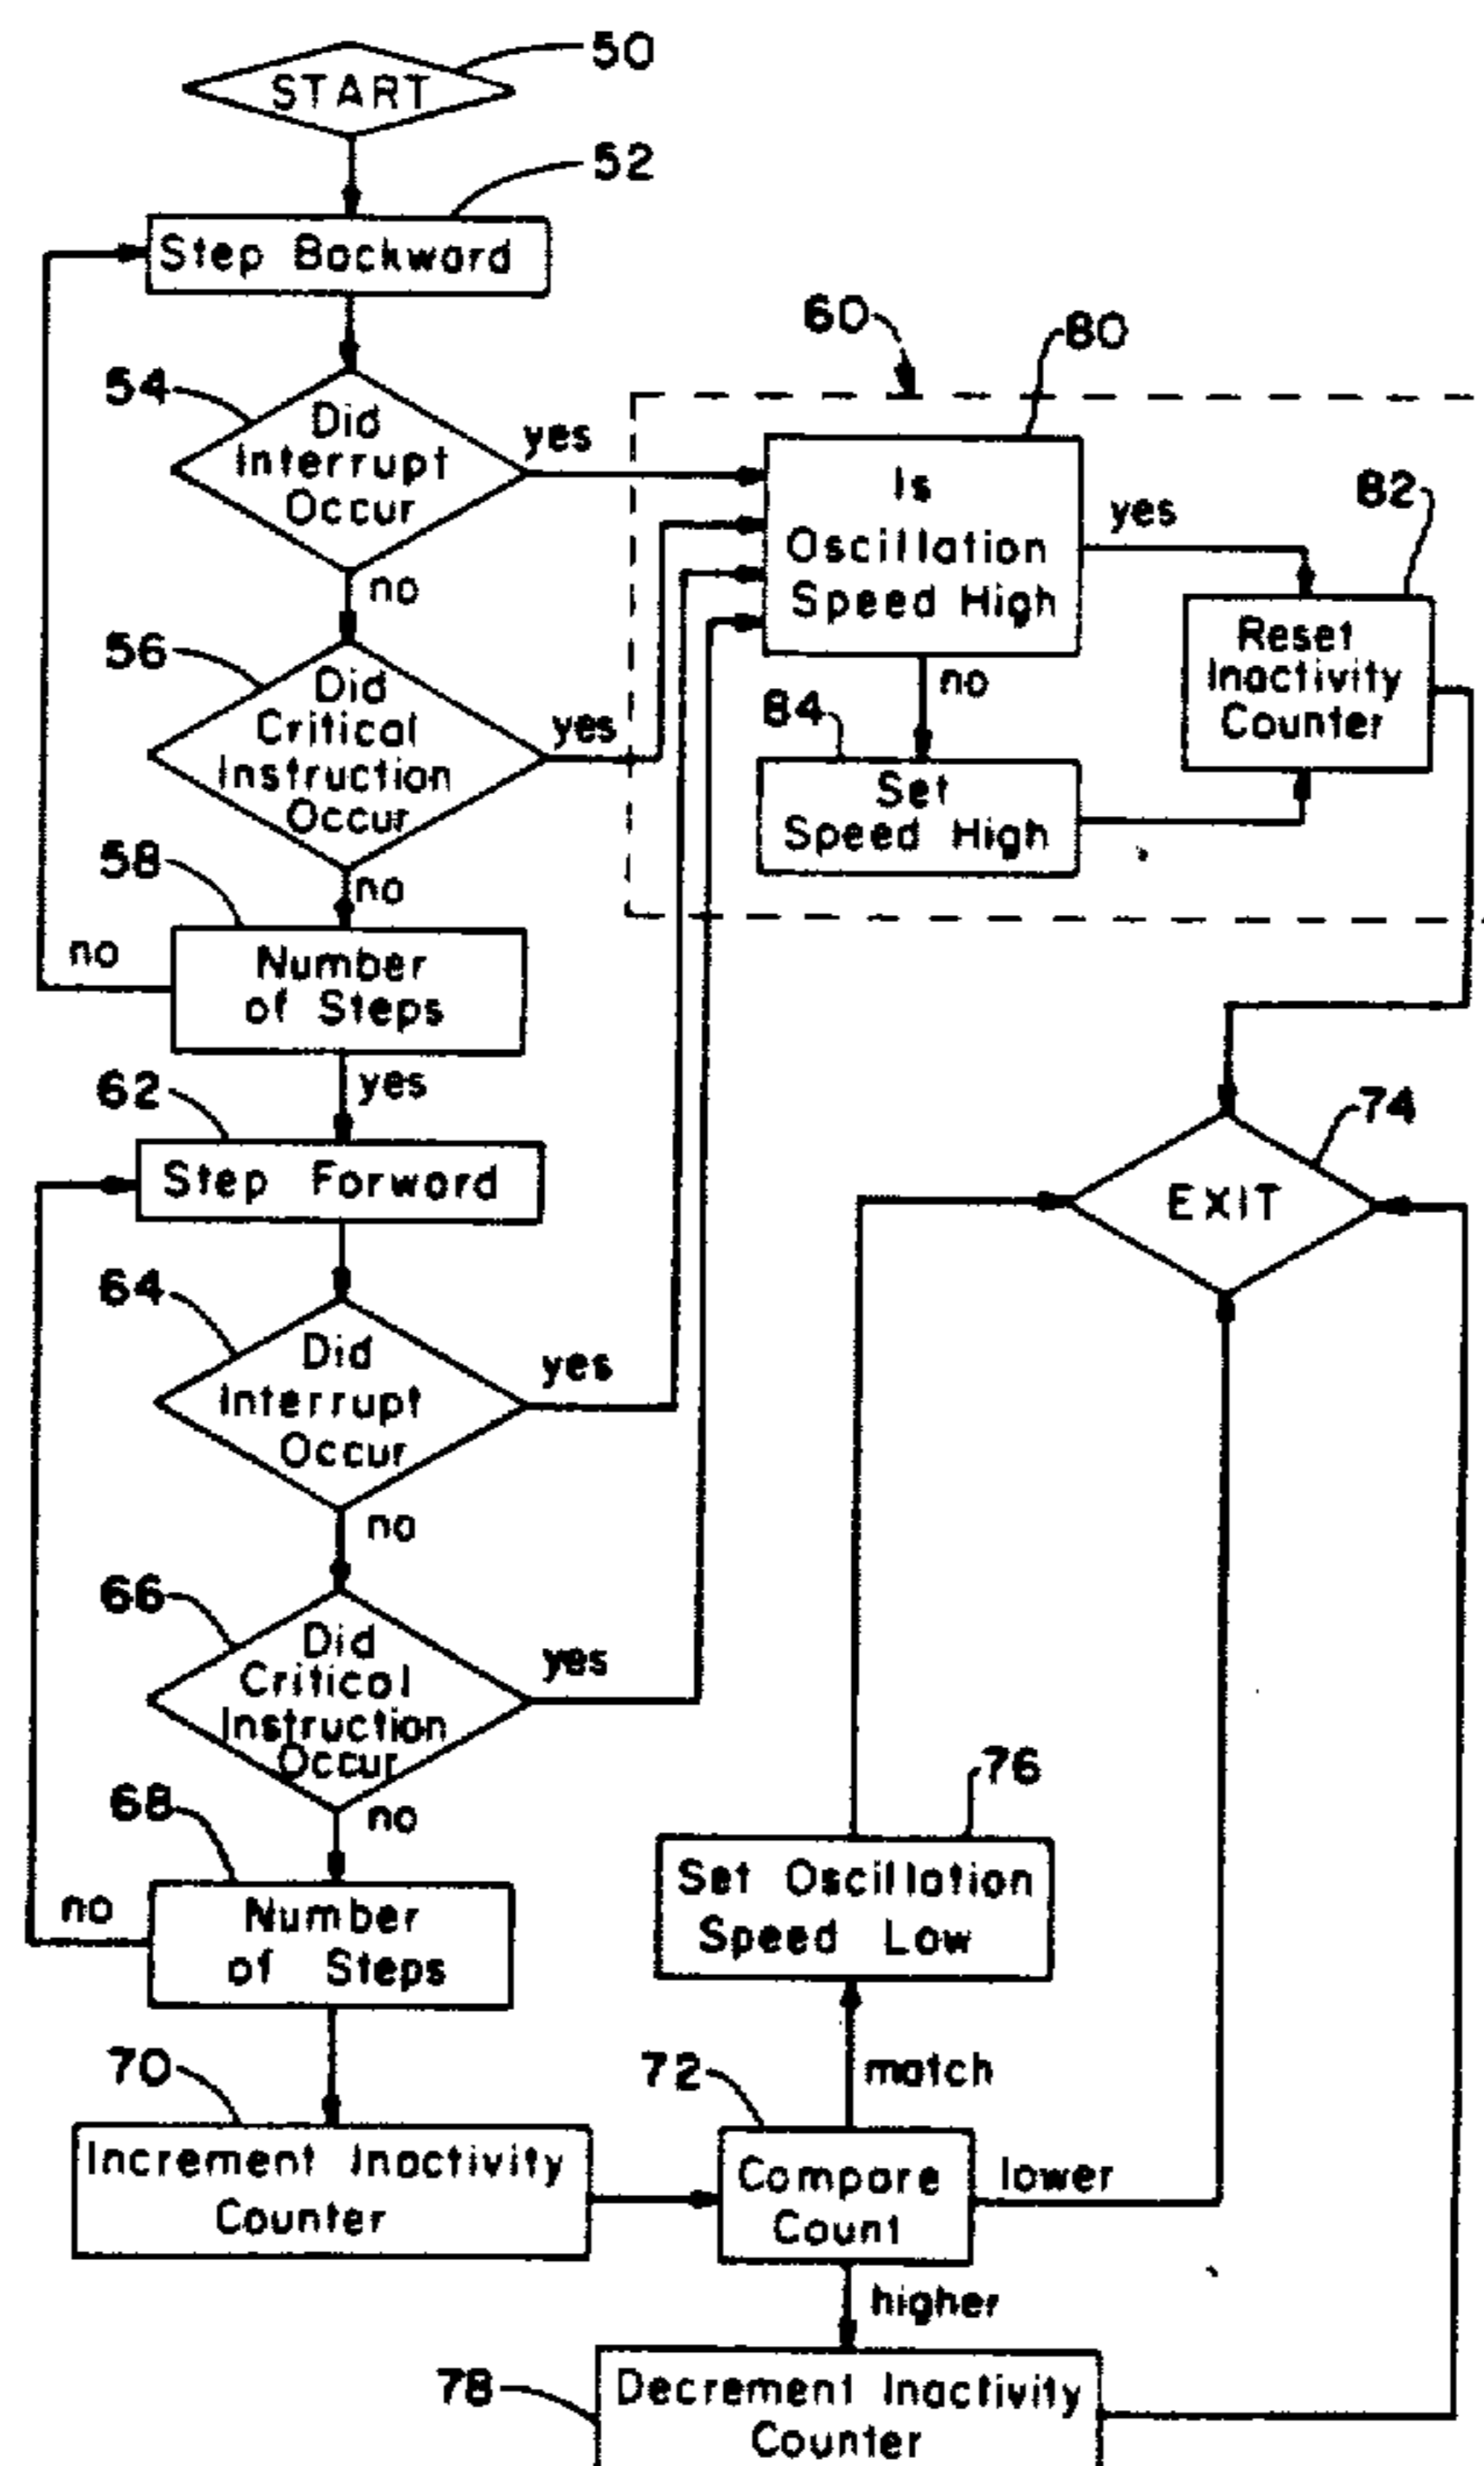 50
START
52
Step Backward
60
80
54
Did
Interrupt
Occur
yes
Is
Oscillation
Speed High
yes
82
no
Reset
Inactivity
Counter
56
Did
Critical
Instruction
Occur
yes
no
84
Set
Speed High
58
no
no
Number
of Steps
yes
62
Step Forward
74
EXIT
64
Did
Interrupt
Occur
yes
no
66
Did
Critical
Instruction
Occur
yes
76
68
no
no
Number
of Steps
Set Oscillation
Speed Low
70
72
match
Increment Inactivity
Counter
Compare
Count
lower
higher
78
Decrement Inactivity
Counter